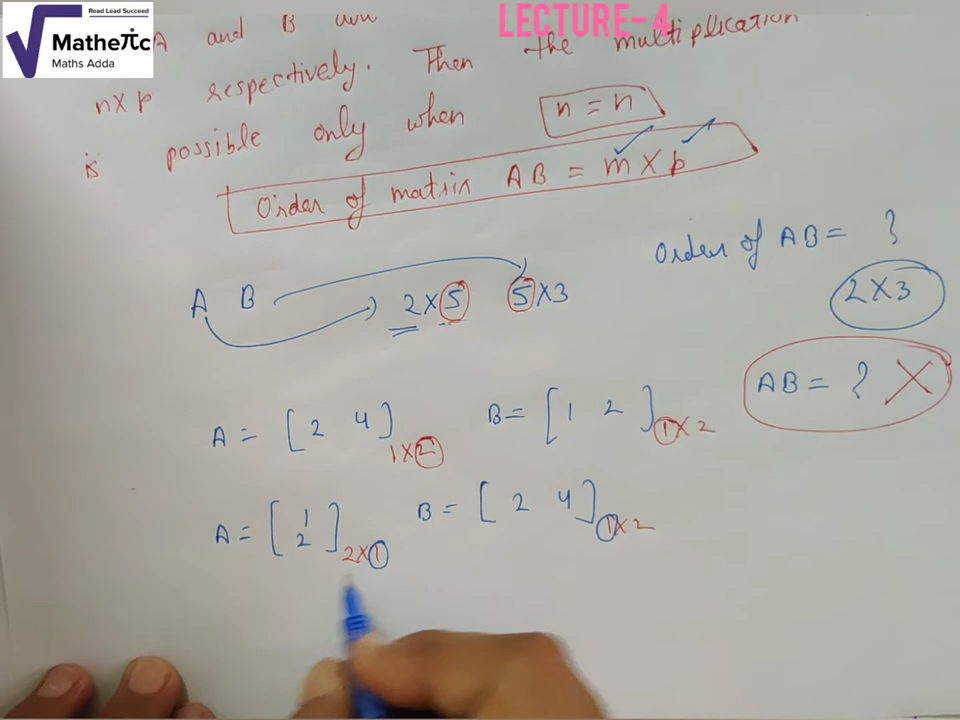 LECTURE-4
Read Lead Succeed
Matheπc
Maths Adda
A and B
n×p respectively. Then the multiplication
is possible only when n = n
Order of matrix AB = m×p
Order of AB = ?
A B 2×5 5×3
2×3
AB = ? ×
A = [ 2 4 ] 1×2 B = [ 1 2 ] 1×2
A = [ 1
2 ] 2×1 B = [ 2 4 ] 1×2